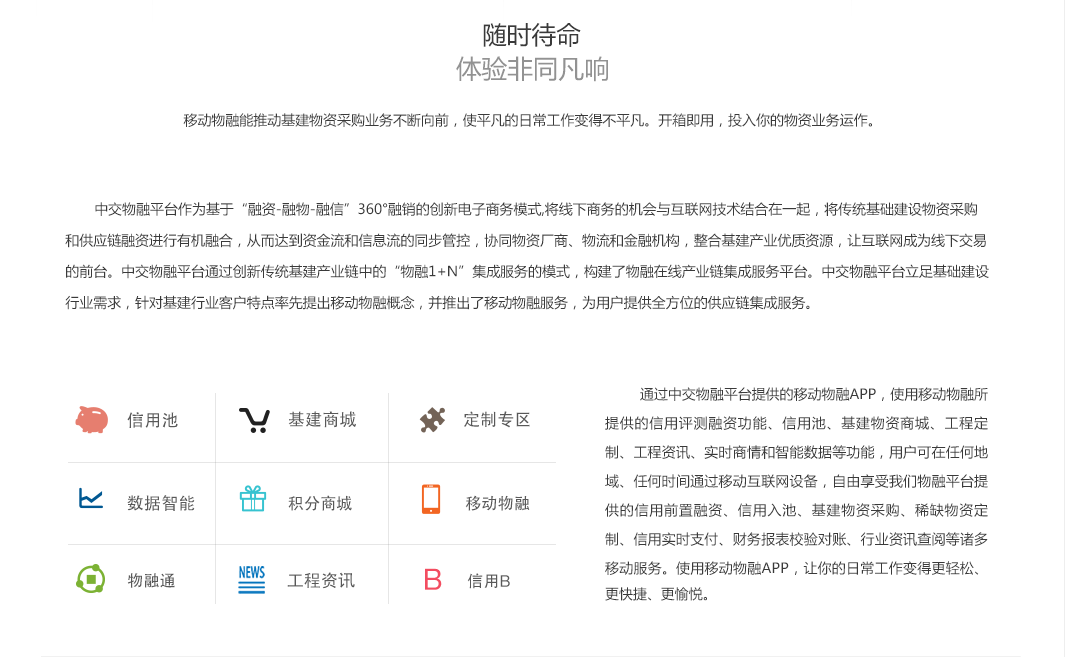 随时待命
体验非同凡响
移动物融能推动基建物资采购业务不断向前，使平凡的日常工作变得不平凡。开箱即用，投入你的物资业务运作。
中交物融平台作为基于“融资-融物-融信”360°融销的创新电子商务模式,将线下商务的机会与互联网技术结合在一起，将传统基础建设物资采购
和供应链融资进行有机融合，从而达到资金流和信息流的同步管控，协同物资厂商、物流和金融机构，整合基建产业优质资源，让互联网成为线下交易
的前台。中交物融平台通过创新传统基建产业链中的“物融1+N”集成服务的模式，构建了物融在线产业链集成服务平台。中交物融平台立足基础建设
行业需求，针对基建行业客户特点率先提出移动物融概念，并推出了移动物融服务，为用户提供全方位的供应链集成服务。
信用池
基建商城
定制专区
数据智能
积分商城
移动物融
物融通
NEWS
工程资讯
B
信用B
通过中交物融平台提供的移动物融APP，使用移动物融所
提供的信用评测融资功能、信用池、基建物资商城、工程定
制、工程资讯、实时商情和智能数据等功能，用户可在任何地
域、任何时间通过移动互联网设备，自由享受我们物融平台提
供的信用前置融资、信用入池、基建物资采购、稀缺物资定
制、信用实时支付、财务报表校验对账、行业资讯查阅等诸多
移动服务。使用移动物融APP，让你的日常工作变得更轻松、
更快捷、更愉悦。